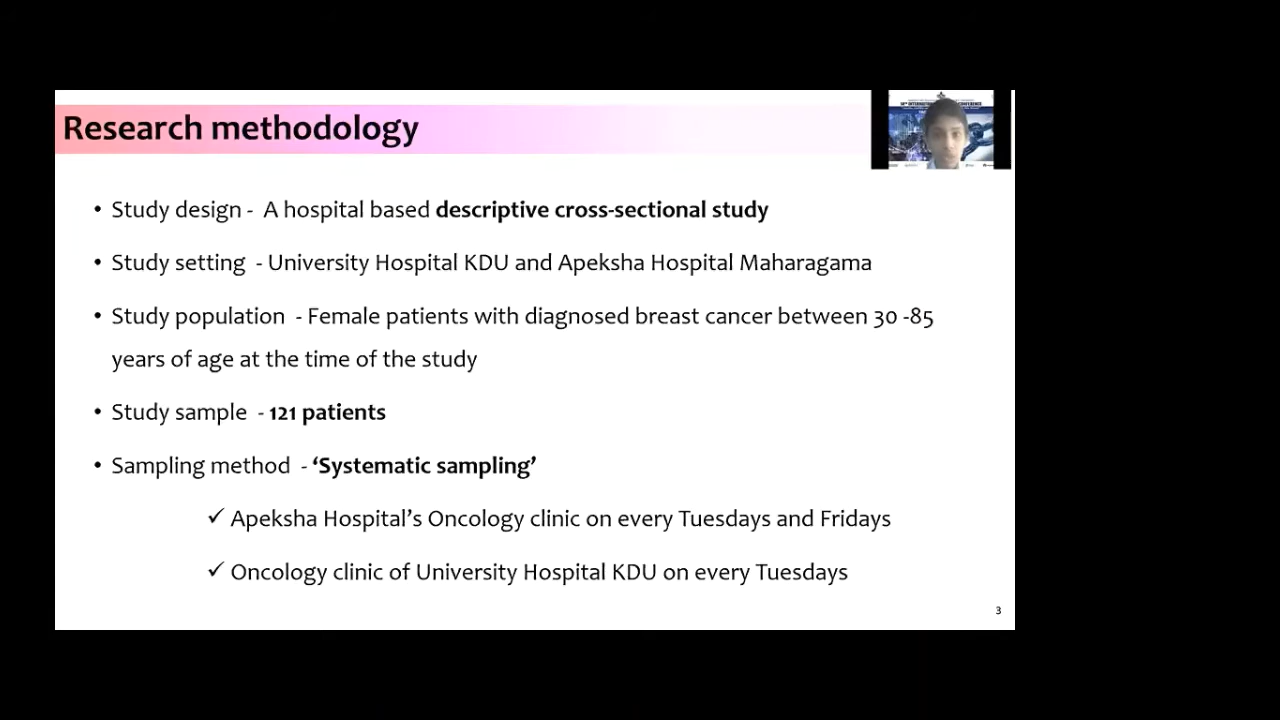 Research methodology
• Study design - A hospital based descriptive cross-sectional study
• Study setting - University Hospital KDU and Apeksha Hospital Maharagama
• Study population - Female patients with diagnosed breast cancer between 30 -85
years of age at the time of the study
• Study sample - 121 patients
• Sampling method - ‘Systematic sampling’
✓ Apeksha Hospital’s Oncology clinic on every Tuesdays and Fridays
✓ Oncology clinic of University Hospital KDU on every Tuesdays
3